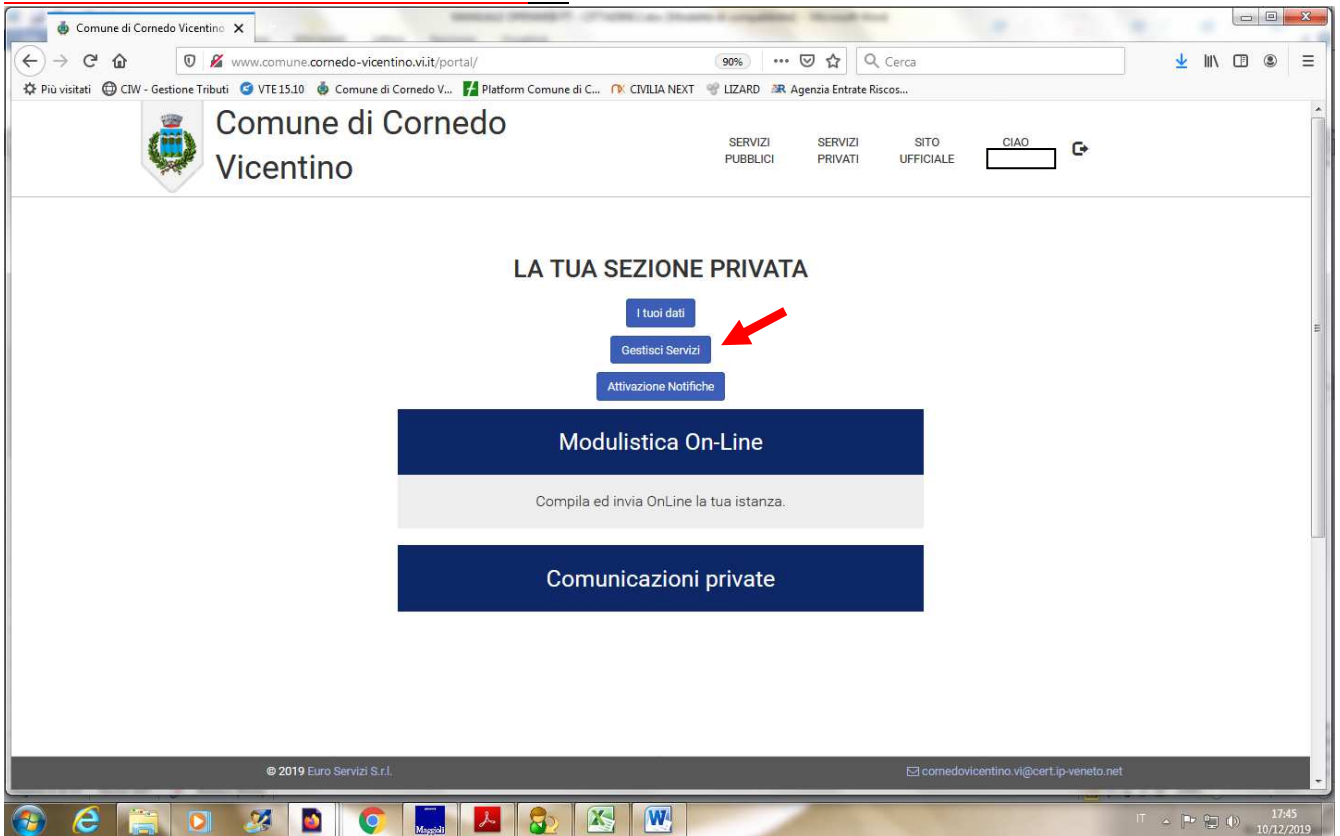 Comune di Cornedo Vicentino
www.comune.cornedo-vicentino.vi.it/portal/
90%
Cerca
Più visitati CIW - Gestione Tributi VTE 15.10 Comune di Cornedo V... Platform Comune di C... CIVILIA NEXT LIZARD Agenzia Entrate Riscos...
Comune di Cornedo
Vicentino
SERVIZI
PUBBLICI
SERVIZI
PRIVATI
SITO
UFFICIALE
CIAO
LA TUA SEZIONE PRIVATA
I tuoi dati
Gestisci Servizi
Attivazione Notifiche
Modulistica On-Line
Compila ed invia OnLine la tua istanza.
Comunicazioni private
© 2019 Euro Servizi S.r.l.
cornedovicentino.vi@cert.ip-veneto.net
Maggioli
IT
17:45
10/12/2019